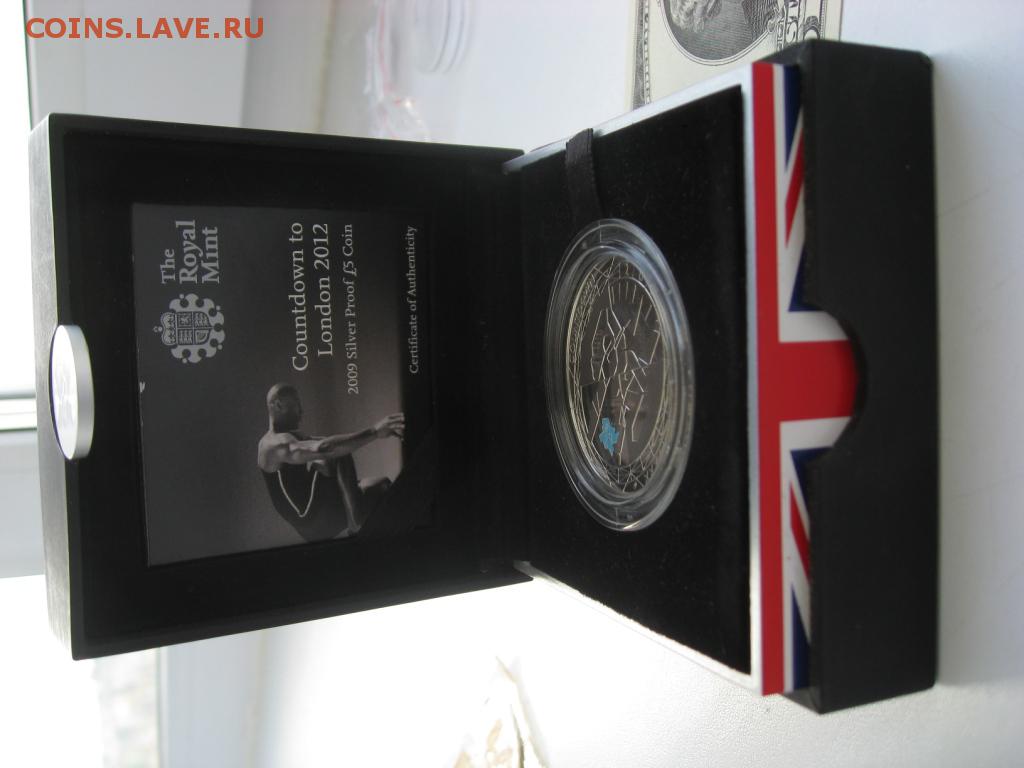 COINS.LAVE.RU
The
Royal
Mint
Countdown to
London 2012
2009 Silver Proof £5 Coin
Certificate of Authenticity